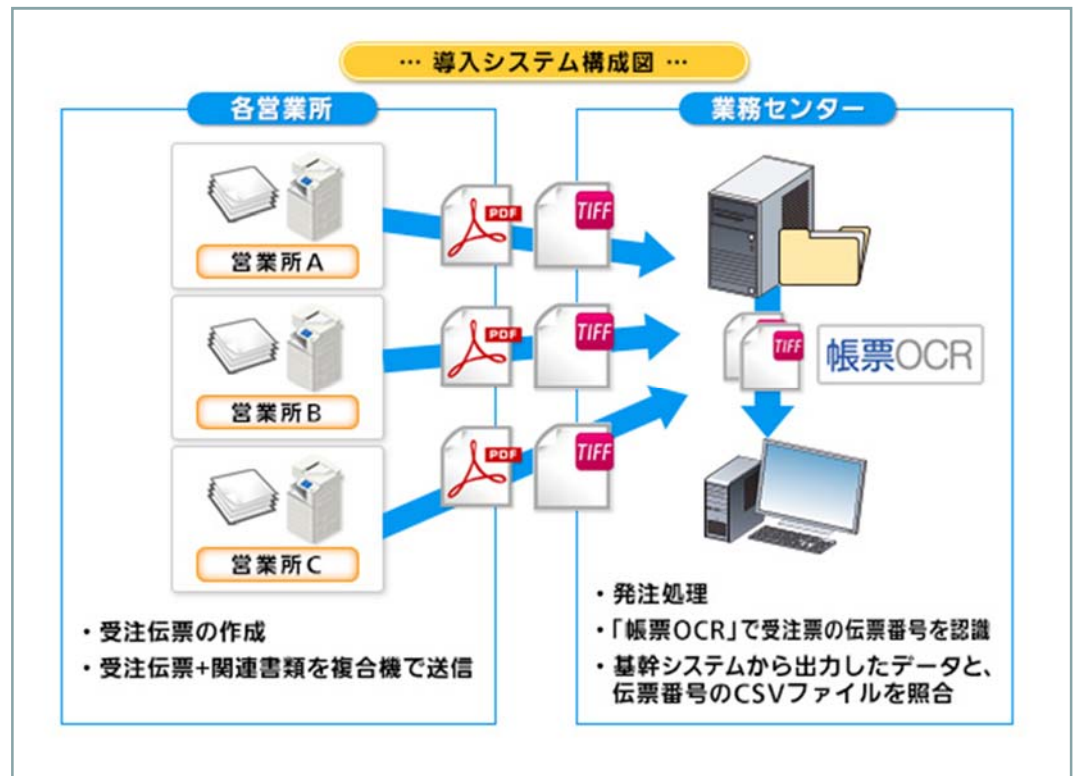 … 導入システム構成図 …
各営業所
営業所A
営業所B
営業所C
・受注伝票の作成
・受注伝票+関連書類を複合機で送信
PDF
TIFF
PDF
TIFF
PDF
TIFF
業務センター
TIFF
帳票OCR
・発注処理
・「帳票OCR」で受注票の伝票番号を認識
・基幹システムから出力したデータと、
伝票番号のCSVファイルを照合